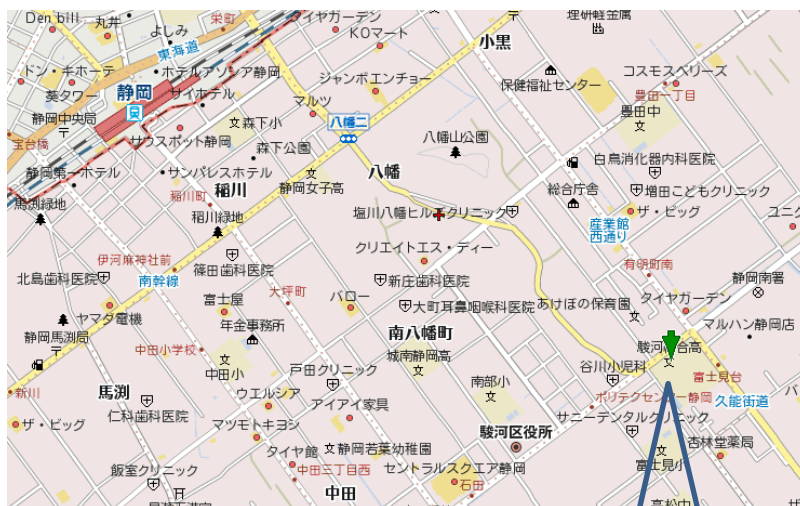 Den bill.
丸井
栄町
ダイヤガーデン
理研軽金属
よしみ
東海道
KOマート
小黒
ドン・キホーテ
ホテルアソシア静岡
ジャンボエンチョー
保健福祉センター
コスモスベリーズ
葵タワー
静岡
サイホテル
豊田一丁目
静岡中央局
マルツ
豊田中
森下小
八幡二
宝台橋
サウスポット静岡
森下公園
八幡山公園
白鳥消化器内科医院
静岡第一ホテル
サンパレスホテル
八幡
静岡女子高
総合庁舎
増田こどもクリニック
稲川
稲川町
馬渕緑地
稲川緑地
塩川八幡ヒルズクリニック
ザ・ビッグ
産業館
西通り
ユニク
クリエイトエス・ディー
伊河麻神社前
篠田歯科医院
有明町南
北島歯科医院
南幹線
新庄歯科医院
静岡南署
大坪町
富士屋
バロー
大町耳鼻咽喉科医院
あけぼの保育園
タイヤガーデン
ヤマダ電機
年金事務所
南八幡町
マルハン静岡店
静岡馬渕局
中田小学校
城南静岡高
駿河総合高
中田小
戸田クリニック
谷川小児科
富士見台
新川
馬渕
ウエルシア
南部小
ポリテクセンター静岡
久能街道
仁科歯科医院
アイアイ家具
ザ・ビッグ
マツモトキヨシ
サニーデンタルクリニック
タイヤ館
静岡若葉幼稚園
駿河区役所
杏林堂薬局
飯室クリニック
中田三丁目西
セントラルスクエア静岡
富士見小
石田
中田
高松中